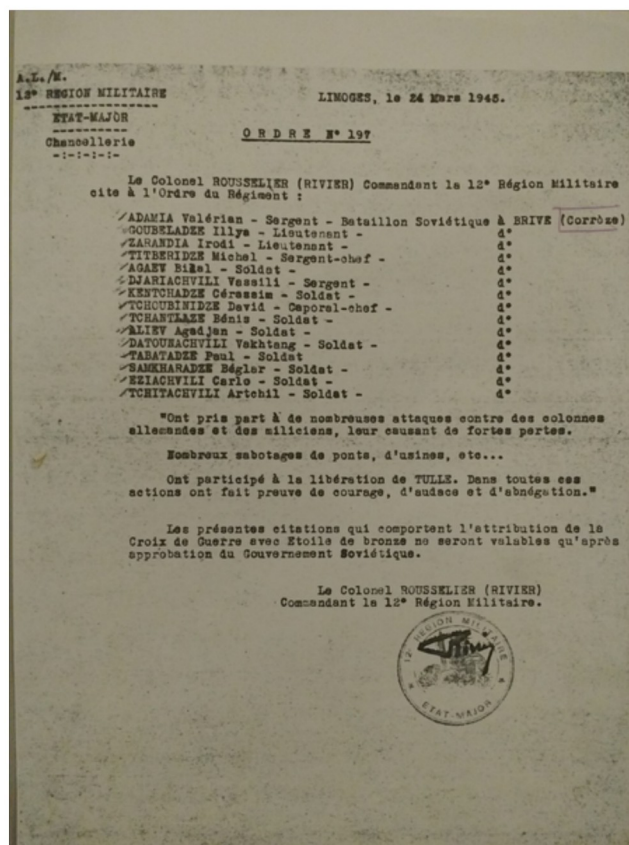 A.L./M.
12° REGION MILITAIRE
ETAT-MAJOR
Chancellerie
-:-:-:-:-
LIMOGES, le 24 Mars 1945.
O R D R E N° 197
Le Colonel ROUSSELIER (RIVIER) Commandant la 12° Région Militaire
cite à l'Ordre du Régiment :
ADAMIA Valérian - Sergent - Bataillon Soviétique à BRIVE (Corrèze)
GOUBELADZE Illya - Lieutenant - d°
ZARANDIA Irodi - Lieutenant - d°
TITBERIDZE Michel - Sergent-chef - d°
AGAEV Bilal - Soldat - d°
DJARIACHVILI Vassili - Sergent - d°
KENTCHADZE Cérassim - Soldat - d°
TCHOUBINIDZE David - Caporal-chef - d°
TCHANTLAZE Bénis - Soldat - d°
ALIEV Agadjan - Soldat - d°
DATOUNACHVILI Vakhtang - Soldat - d°
TABATADZE Paul - Soldat d°
SAMKHARADZE Béglar - Soldat - d°
EZIACHVILI Carlo - Soldat - d°
TCHITACHVILI Artchil - Soldat - d°
"Ont pris part à de nombreuses attaques contre des colonnes
allemandes et des miliciens, leur causant de fortes pertes.
Nombreux sabotages de ponts, d'usines, etc...
Ont participé à la libération de TULLE. Dans toutes ces
actions ont fait preuve de courage, d'audace et d'abnégation."
Les présentes citations qui comportent l'attribution de la
Croix de Guerre avec Etoile de bronze ne seront valables qu'après
approbation du Gouvernement Soviétique.
Le Colonel ROUSSELIER (RIVIER)
Commandant la 12° Région Militaire.
12° REGION MILITAIRE
ETAT-MAJOR